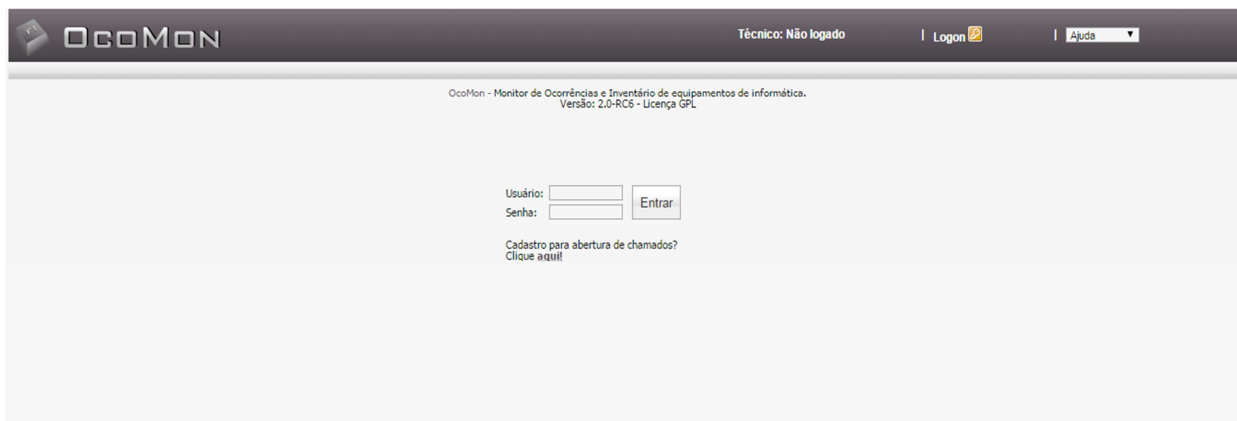 OcoMon
Técnico: Não logado | Logon | Ajuda
OcoMon - Monitor de Ocorrências e Inventário de equipamentos de informática.
Versão: 2.0-RC6 - Licença GPL
Usuário:
Senha:
Entrar
Cadastro para abertura de chamados?
Clique aqui!